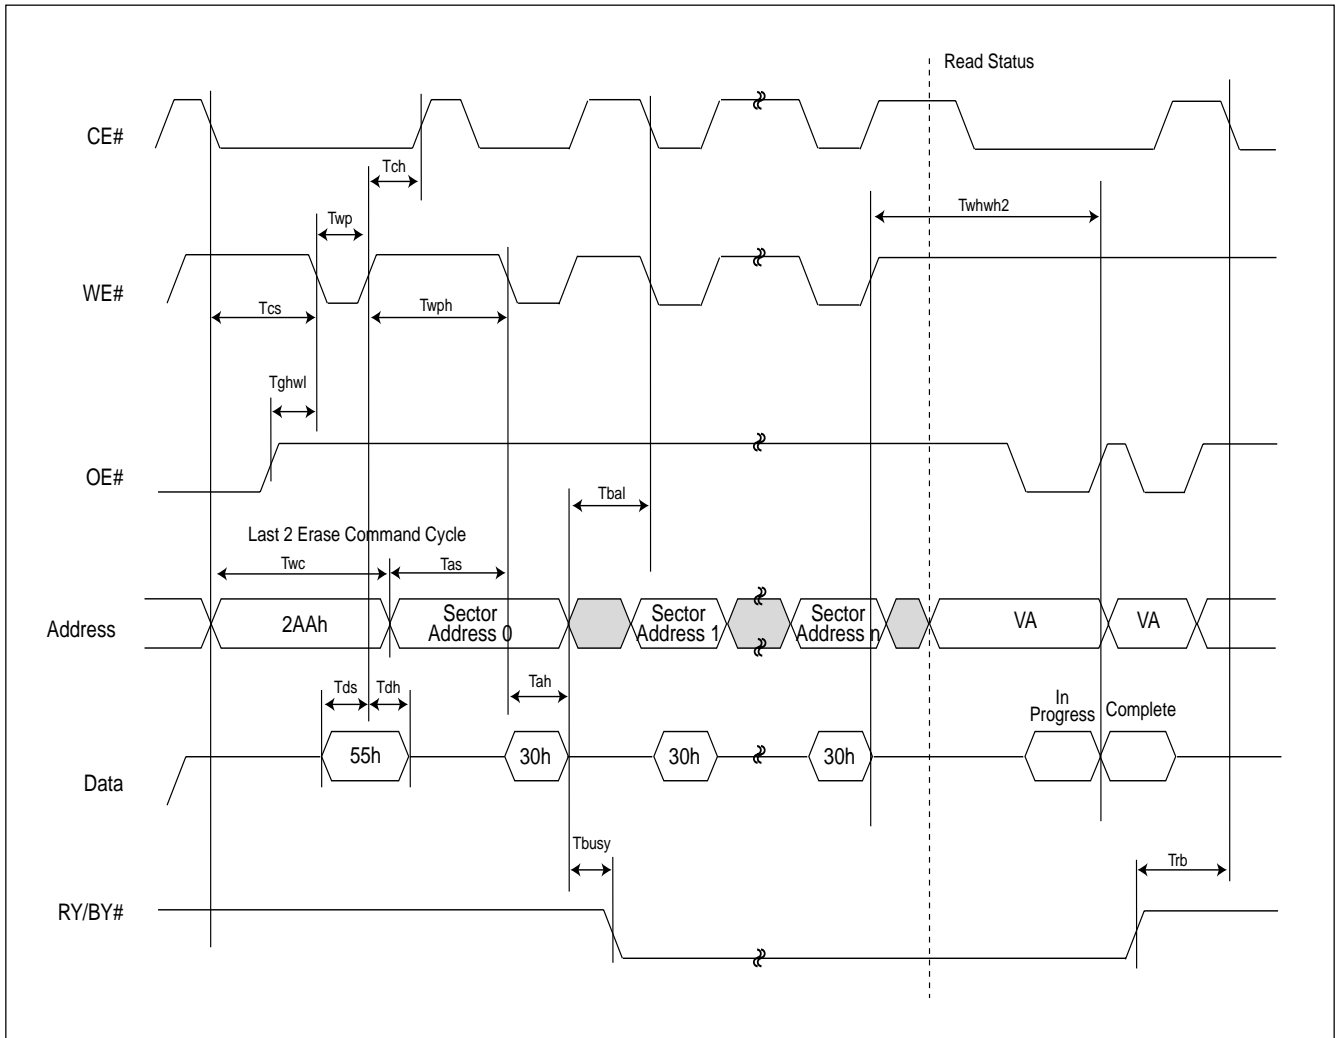 Read Status
CE#
Tch
Twhwh2
Twp
WE#
Tcs
Twph
Tghwl
OE#
Tbal
Last 2 Erase Command Cycle
Twc
Tas
Address
2AAh
Sector
Address 0
Sector
Address 1
Sector
Address n
VA
VA
Tds
Tdh
Tah
In
Progress
Complete
Data
55h
30h
30h
30h
Tbusy
Trb
RY/BY#